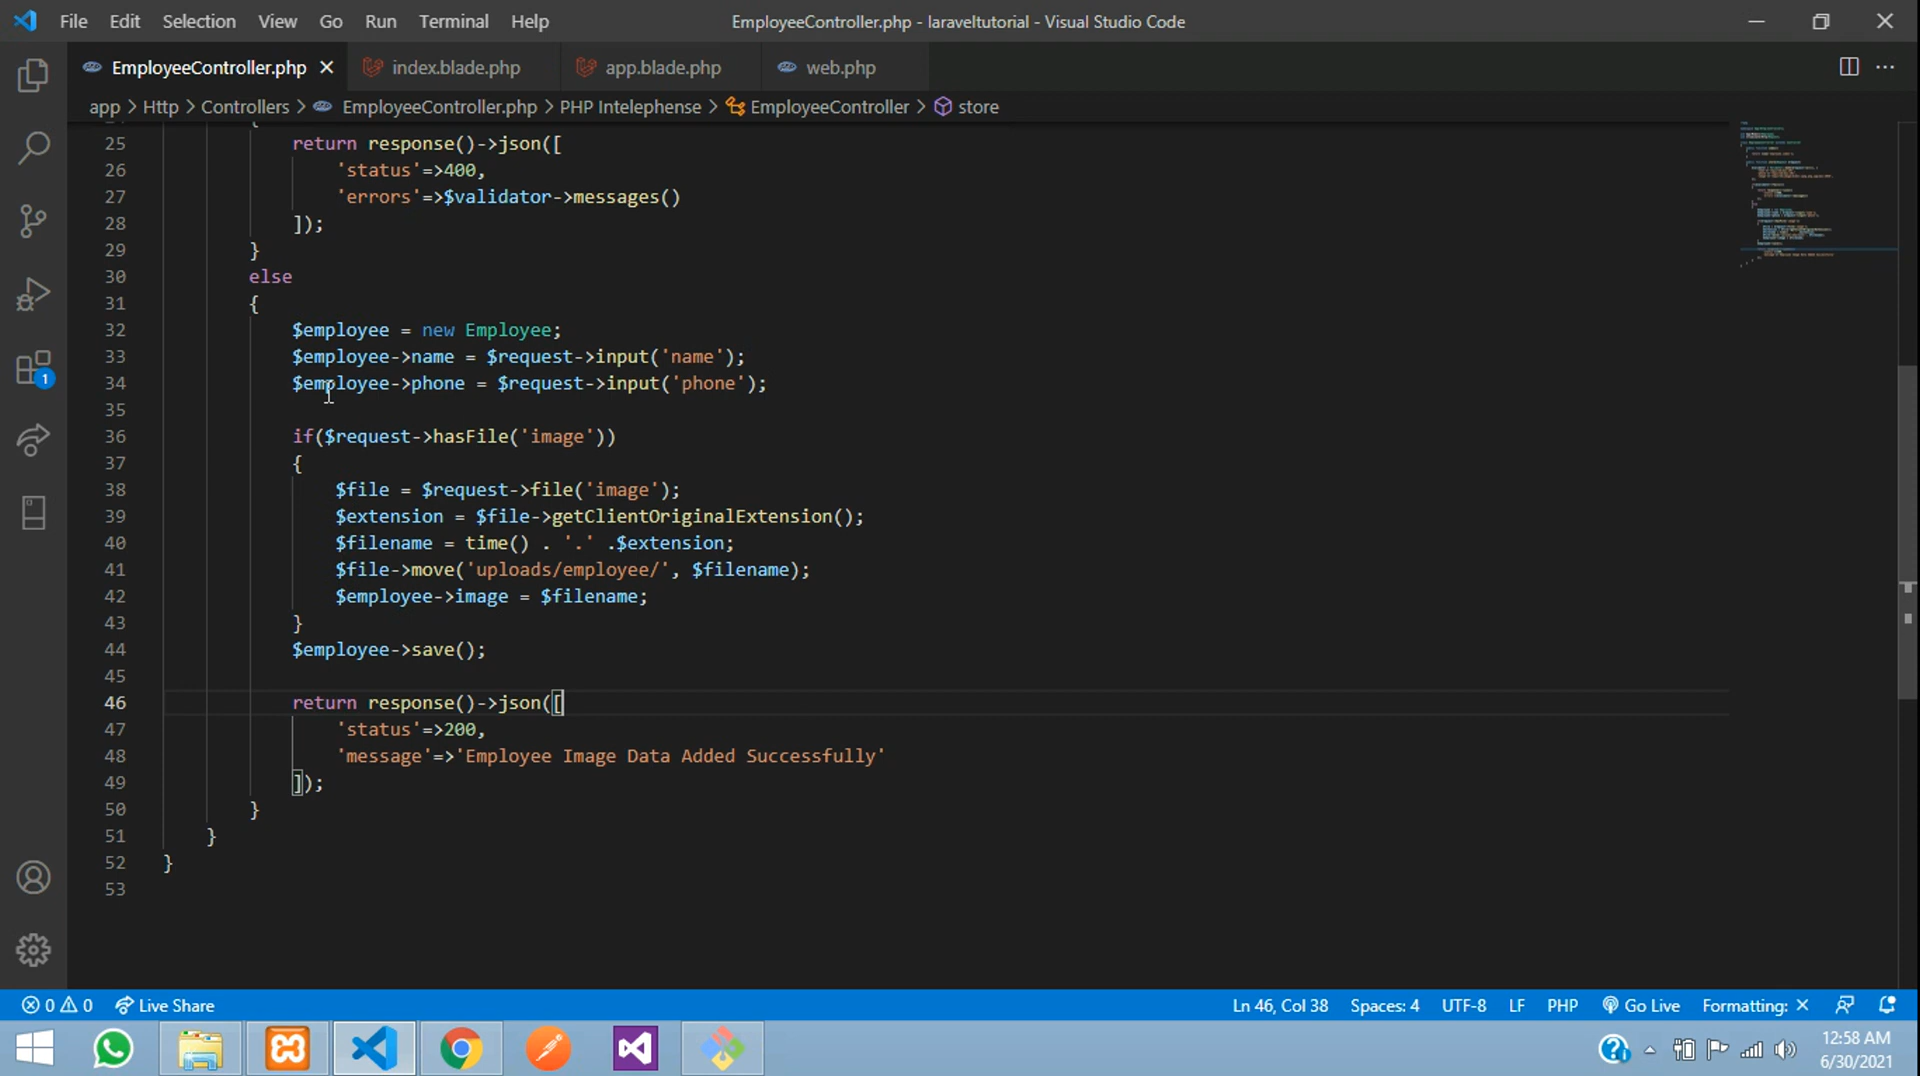 File Edit Selection View Go Run Terminal Help EmployeeController.php - laraveltutorial - Visual Studio Code
EmployeeController.php index.blade.php app.blade.php web.php
app > Http > Controllers > EmployeeController.php > PHP Intelephense > EmployeeController > store
25 return response()->json([
26 'status'=>400,
27 'errors'=>$validator->messages()
28 ]);
29 }
30 else
31 {
32 $employee = new Employee;
33 $employee->name = $request->input('name');
34 $employee->phone = $request->input('phone');
35
36 if($request->hasFile('image'))
37 {
38 $file = $request->file('image');
39 $extension = $file->getClientOriginalExtension();
40 $filename = time() . '.' .$extension;
41 $file->move('uploads/employee/', $filename);
42 $employee->image = $filename;
43 }
44 $employee->save();
45
46 return response()->json([
47 'status'=>200,
48 'message'=>'Employee Image Data Added Successfully'
49 ]);
50 }
51 }
52 }
53
1
0 0 Live Share Ln 46, Col 38 Spaces: 4 UTF-8 LF PHP Go Live Formatting: ×
12:58 AM
6/30/2021